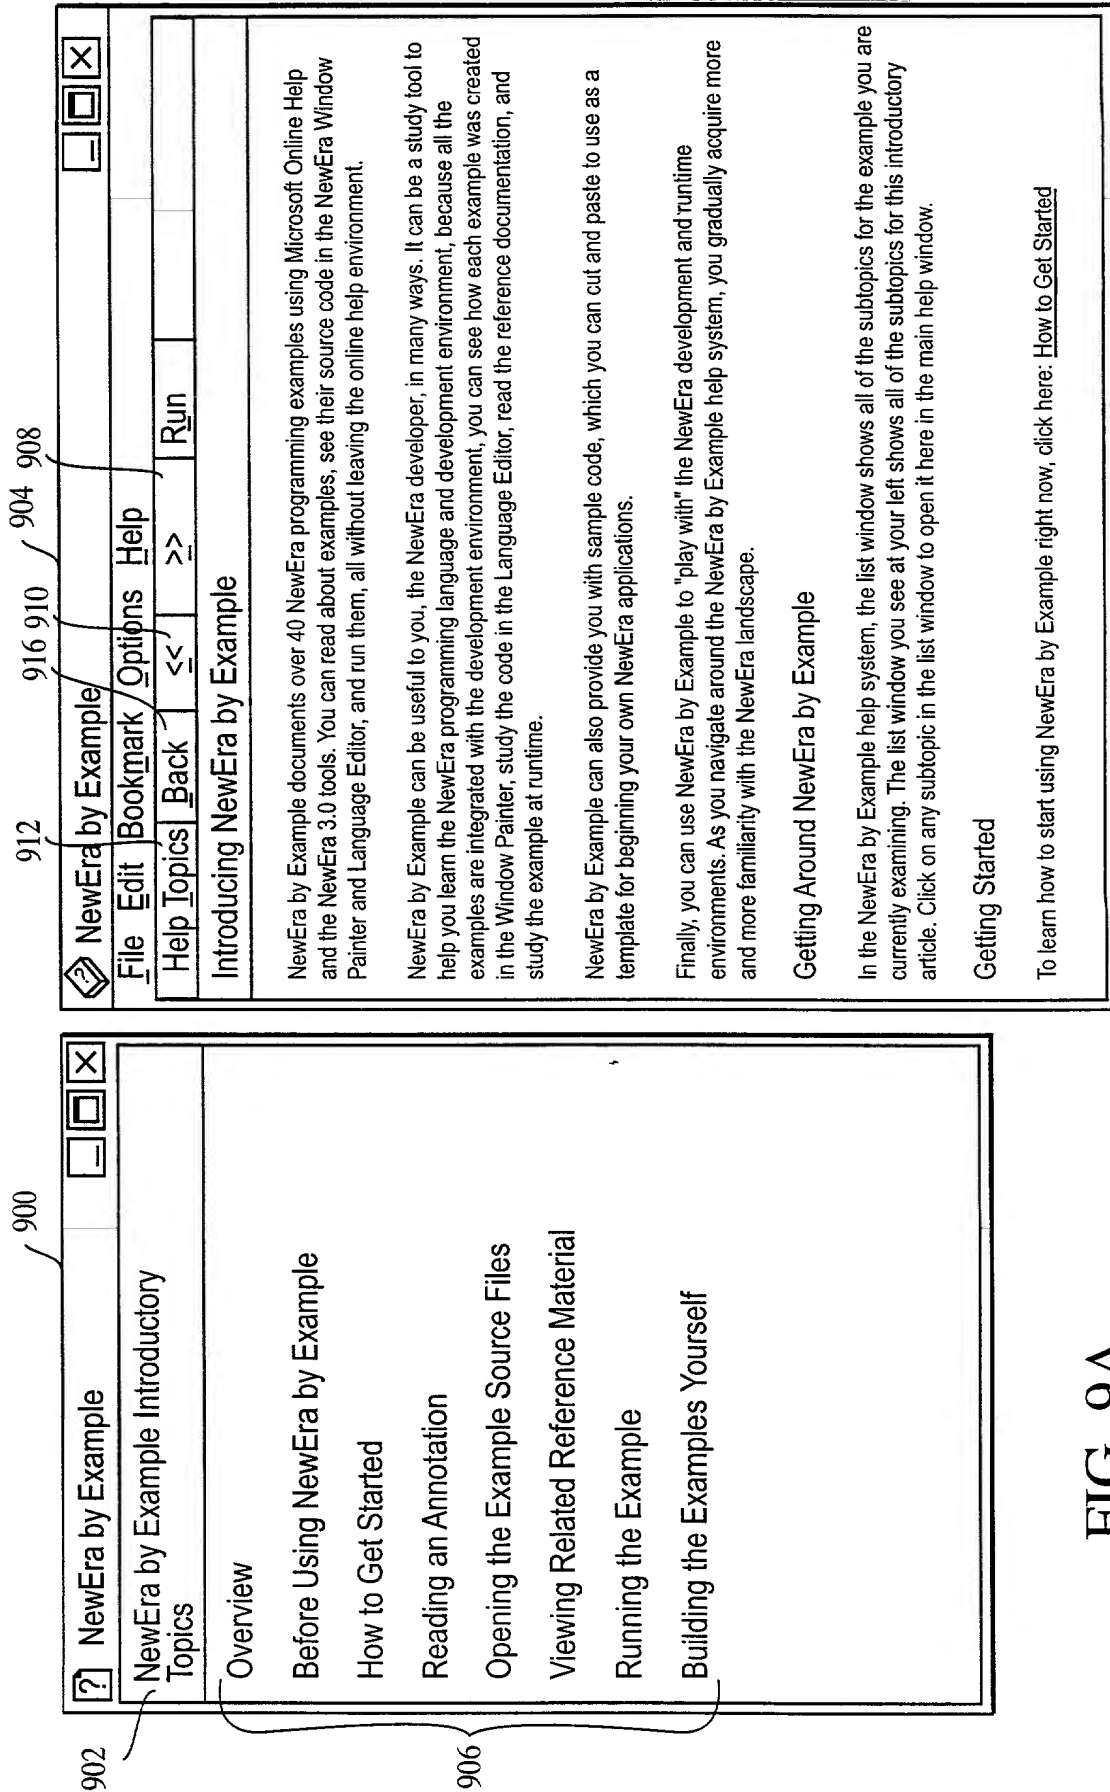 900
? NewEra by Example
902
NewEra by Example Introductory
Topics
906
Overview
Before Using NewEra by Example
How to Get Started
Reading an Annotation
Opening the Example Source Files
Viewing Related Reference Material
Running the Example
Building the Examples Yourself
912
916
910
904
908
? NewEra by Example
File Edit Bookmark Options Help
Help Topics Back << >> Run
Introducing NewEra by Example
NewEra by Example documents over 40 NewEra programming examples using Microsoft Online Help
and the NewEra 3.0 tools. You can read about examples, see their source code in the NewEra Window
Painter and Language Editor, and run them, all without leaving the online help environment.
NewEra by Example can be useful to you, the NewEra developer, in many ways. It can be a study tool to
help you learn the NewEra programming language and development environment, because all the
examples are integrated with the development environment, you can see how each example was created
in the Window Painter, study the code in the Language Editor, read the reference documentation, and
study the example at runtime.
NewEra by Example can also provide you with sample code, which you can cut and paste to use as a
template for beginning your own NewEra applications.
Finally, you can use NewEra by Example to "play with" the NewEra development and runtime
environments. As you navigate around the NewEra by Example help system, you gradually acquire more
and more familiarity with the NewEra landscape.
Getting Around NewEra by Example
In the NewEra by Example help system, the list window shows all of the subtopics for the example you are
currently examining. The list window you see at your left shows all of the subtopics for this introductory
article. Click on any subtopic in the list window to open it here in the main help window.
Getting Started
To learn how to start using NewEra by Example right now, click here: How to Get Started
FIG. 9A